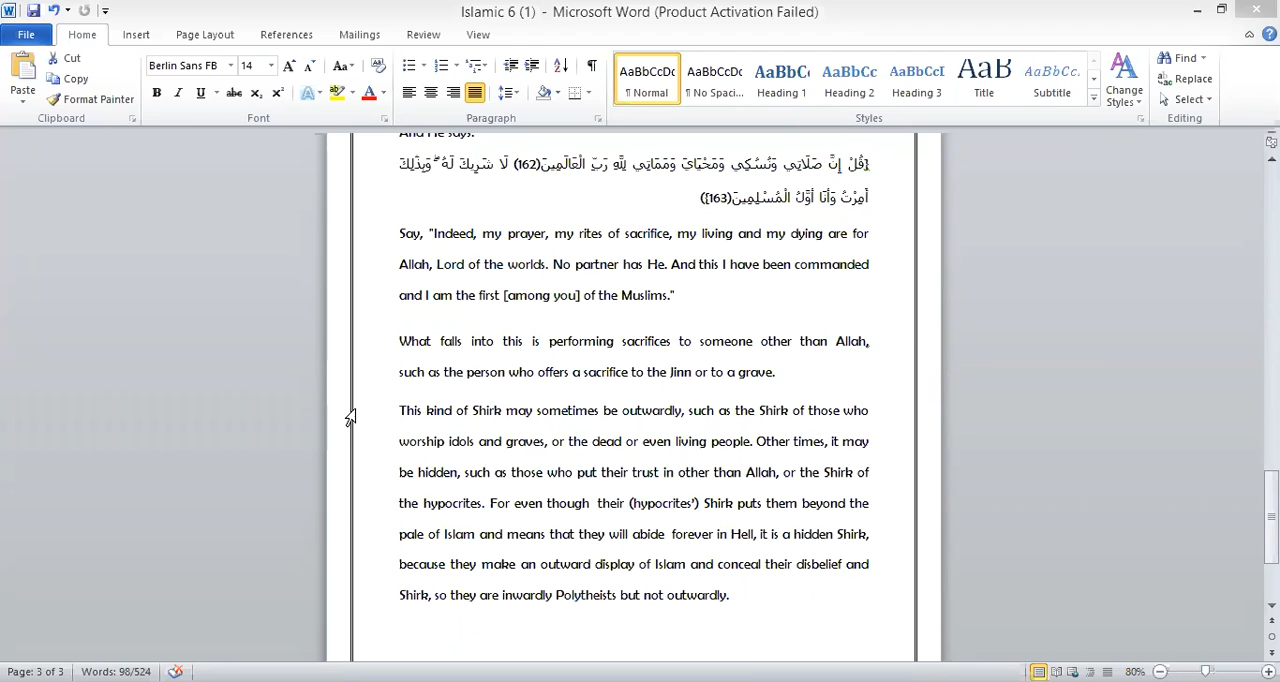 Islamic 6 (1) - Microsoft Word (Product Activation Failed)
File Home Insert Page Layout References Mailings Review View
Paste
Cut
Copy
Format Painter
Clipboard
Berlin Sans FB 14
Font
Paragraph
AaBbCcDc AaBbCcDc AaBbC AaBbCc AaBbCcI AaB AaBbCc.
¶ Normal ¶ No Spaci... Heading 1 Heading 2 Heading 3 Title Subtitle
Change Styles
Styles
Find
Replace
Select
Editing
And He says:
{قُلْ إِنَّ صَلَاتِي وَنُسُكِي وَمَحْيَايَ وَمَمَاتِي لِلَّهِ رَبِّ الْعَالَمِينَ(162) لَا شَرِيكَ لَهُ ۖ وَبِذَٰلِكَ
أُمِرْتُ وَأَنَا أَوَّلُ الْمُسْلِمِينَ(163)}
Say, "Indeed, my prayer, my rites of sacrifice, my living and my dying are for
Allah, Lord of the worlds. No partner has He. And this I have been commanded
and I am the first [among you] of the Muslims."
What falls into this is performing sacrifices to someone other than Allah,
such as the person who offers a sacrifice to the Jinn or to a grave.
This kind of Shirk may sometimes be outwardly, such as the Shirk of those who
worship idols and graves, or the dead or even living people. Other times, it may
be hidden, such as those who put their trust in other than Allah, or the Shirk of
the hypocrites. For even though their (hypocrites') Shirk puts them beyond the
pale of Islam and means that they will abide forever in Hell, it is a hidden Shirk,
because they make an outward display of Islam and conceal their disbelief and
Shirk, so they are inwardly Polytheists but not outwardly.
Page: 3 of 3 Words: 98/524 80%